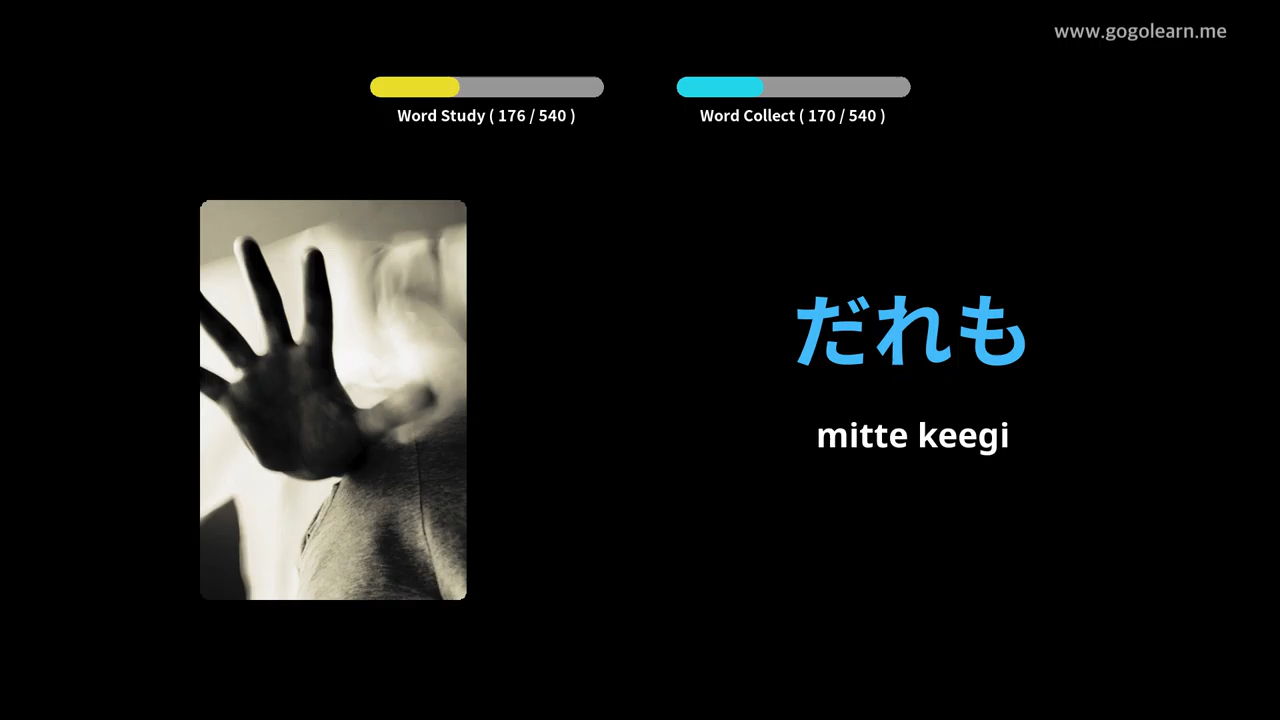 www.gogolearn.me
Word Study ( 176 / 540 )
Word Collect ( 170 / 540 )
だれも
mitte keegi